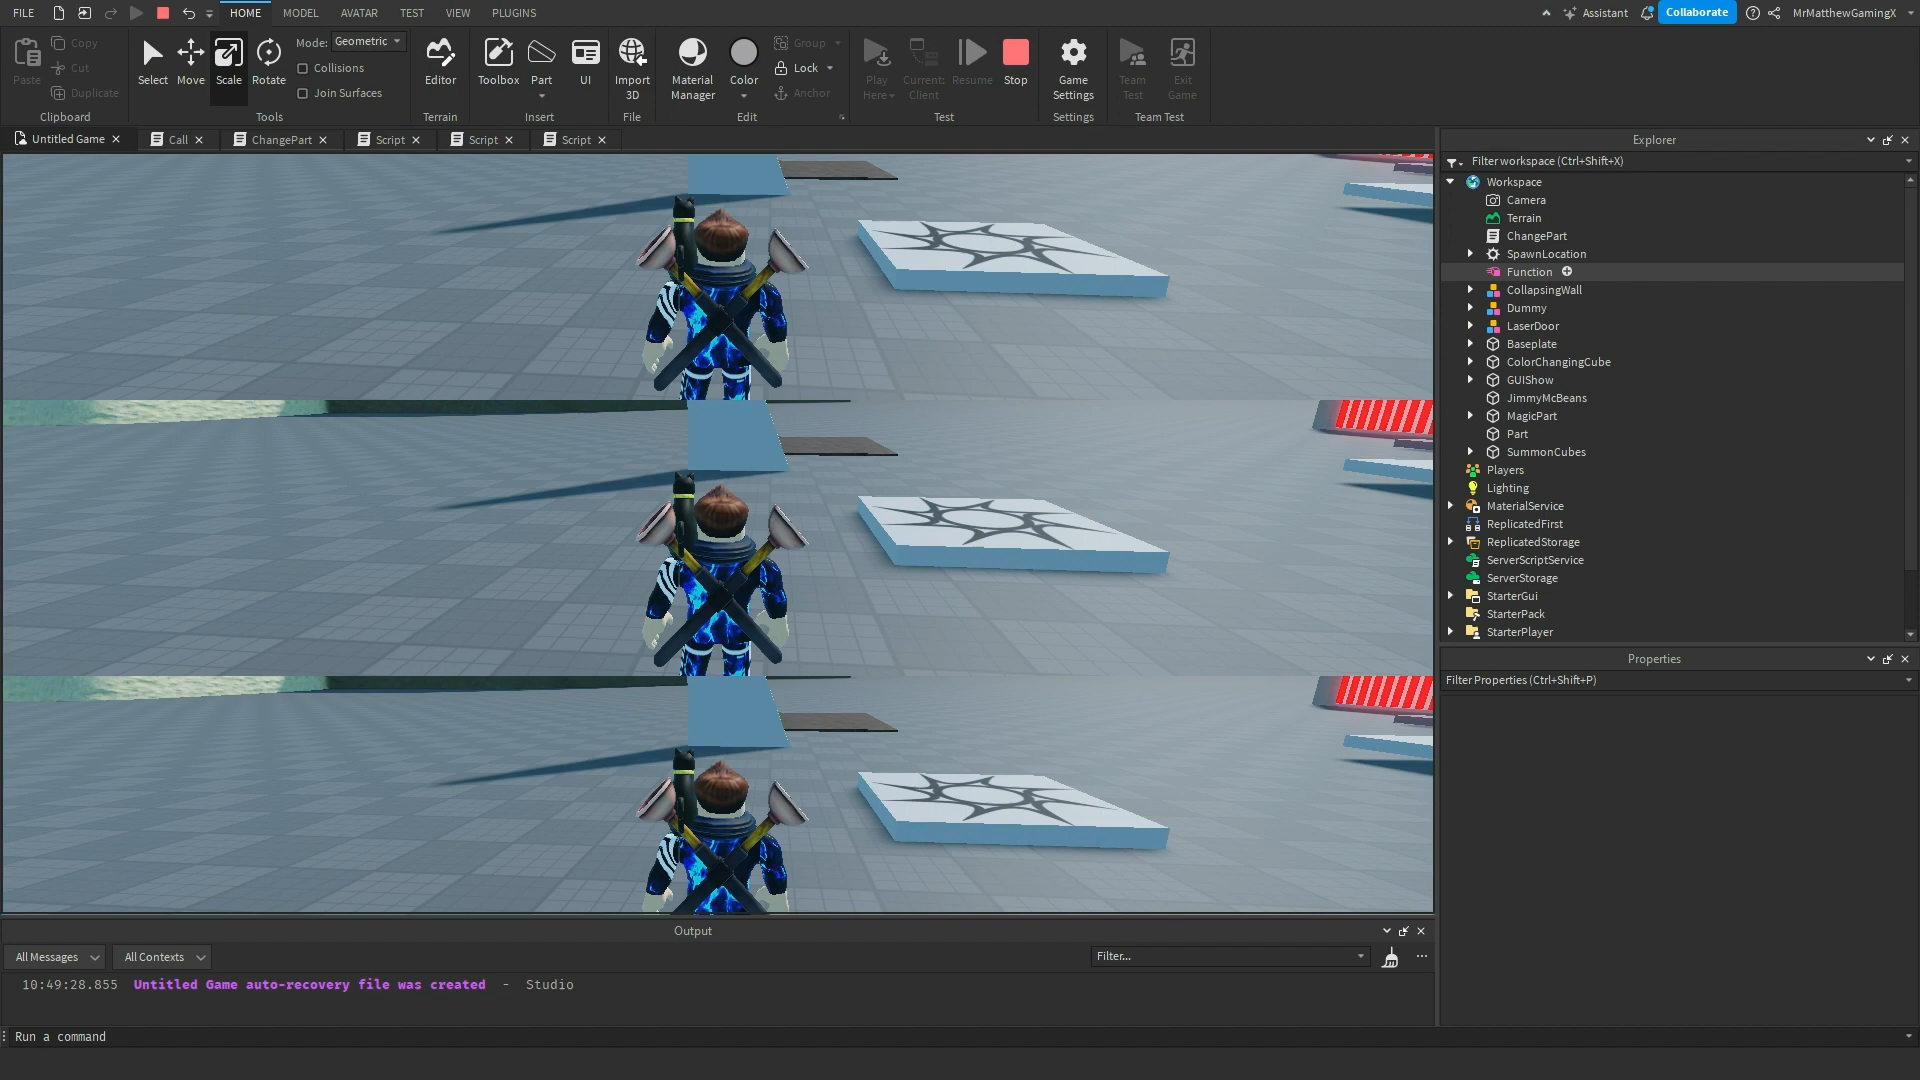 FILE HOME MODEL AVATAR TEST VIEW PLUGINS Assistant Collaborate MrMatthewGamingX
Paste Copy Cut Duplicate Clipboard
Select Move Scale Rotate Mode: Geometric Collisions Join Surfaces Tools
Editor Terrain
Toolbox Part UI Insert
Import 3D File
Material Manager Color Group Lock Anchor Edit
Play Here Current: Client Resume Stop Test
Game Settings Settings
Team Test Exit Game Team Test
Untitled Game Call ChangePart Script Script Script
Explorer
Filter workspace (Ctrl+Shift+X)
Workspace
Camera
Terrain
ChangePart
SpawnLocation
Function
CollapsingWall
Dummy
LaserDoor
Baseplate
ColorChangingCube
GUIShow
JimmyMcBeans
MagicPart
Part
SummonCubes
Players
Lighting
MaterialService
ReplicatedFirst
ReplicatedStorage
ServerScriptService
ServerStorage
StarterGui
StarterPack
StarterPlayer
Properties
Filter Properties (Ctrl+Shift+P)
Output
All Messages All Contexts Filter... ...
10:49:28.855 Untitled Game auto-recovery file was created - Studio
Run a command